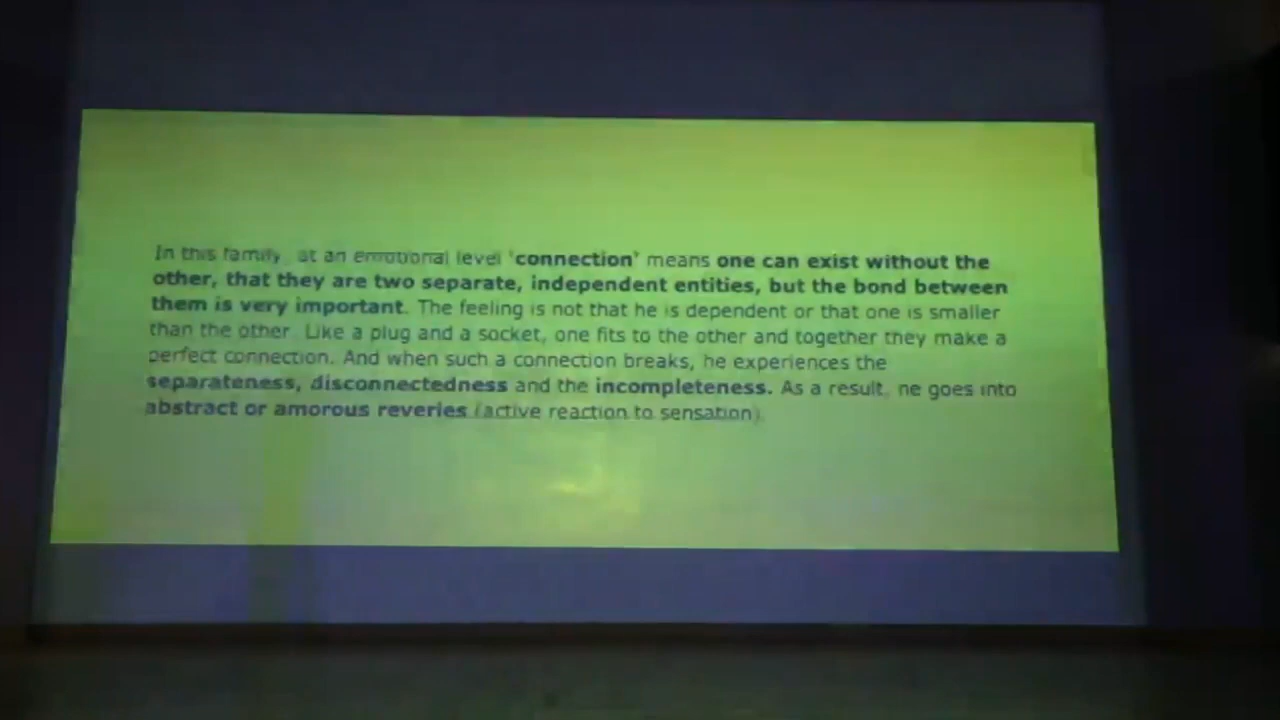 In this family at an emotional level 'connection' means one can exist without the
other, that they are two separate, independent entities, but the bond between
them is very important. The feeling is not that he is dependent or that one is smaller
than the other. Like a plug and a socket, one fits to the other and together they make a
perfect connection. And when such a connection breaks, he experiences the
separateness, disconnectedness and the incompleteness. As a result, he goes into
abstract or amorous reveries (active reaction to sensation).